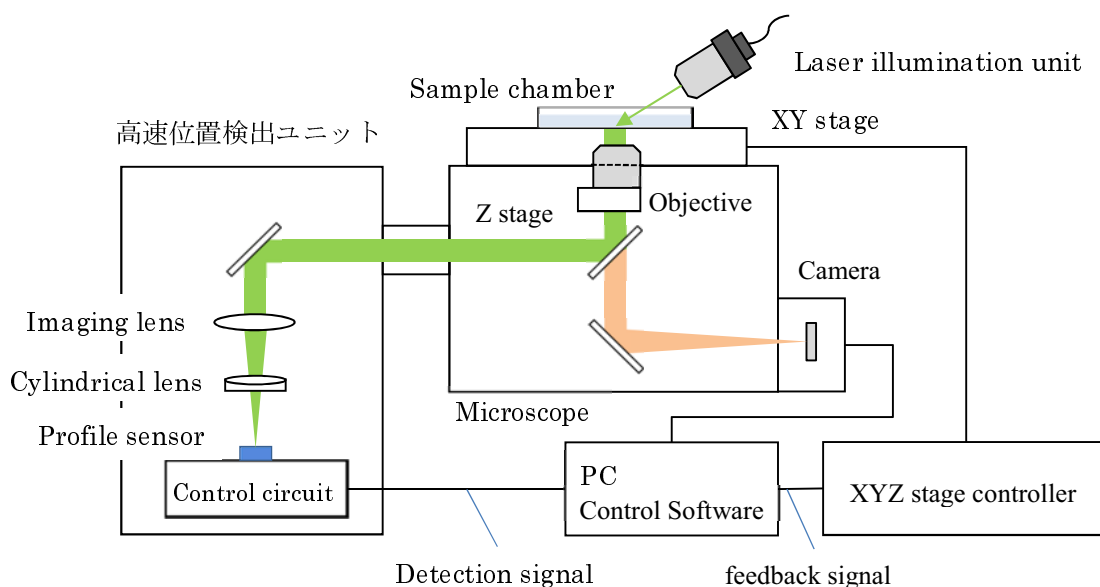 Laser illumination unit
Sample chamber
XY stage
高速位置検出ユニット
Z stage
Objective
Camera
Imaging lens
Cylindrical lens
Microscope
Profile sensor
Control circuit
PC
Control Software
XYZ stage controller
Detection signal
feedback signal